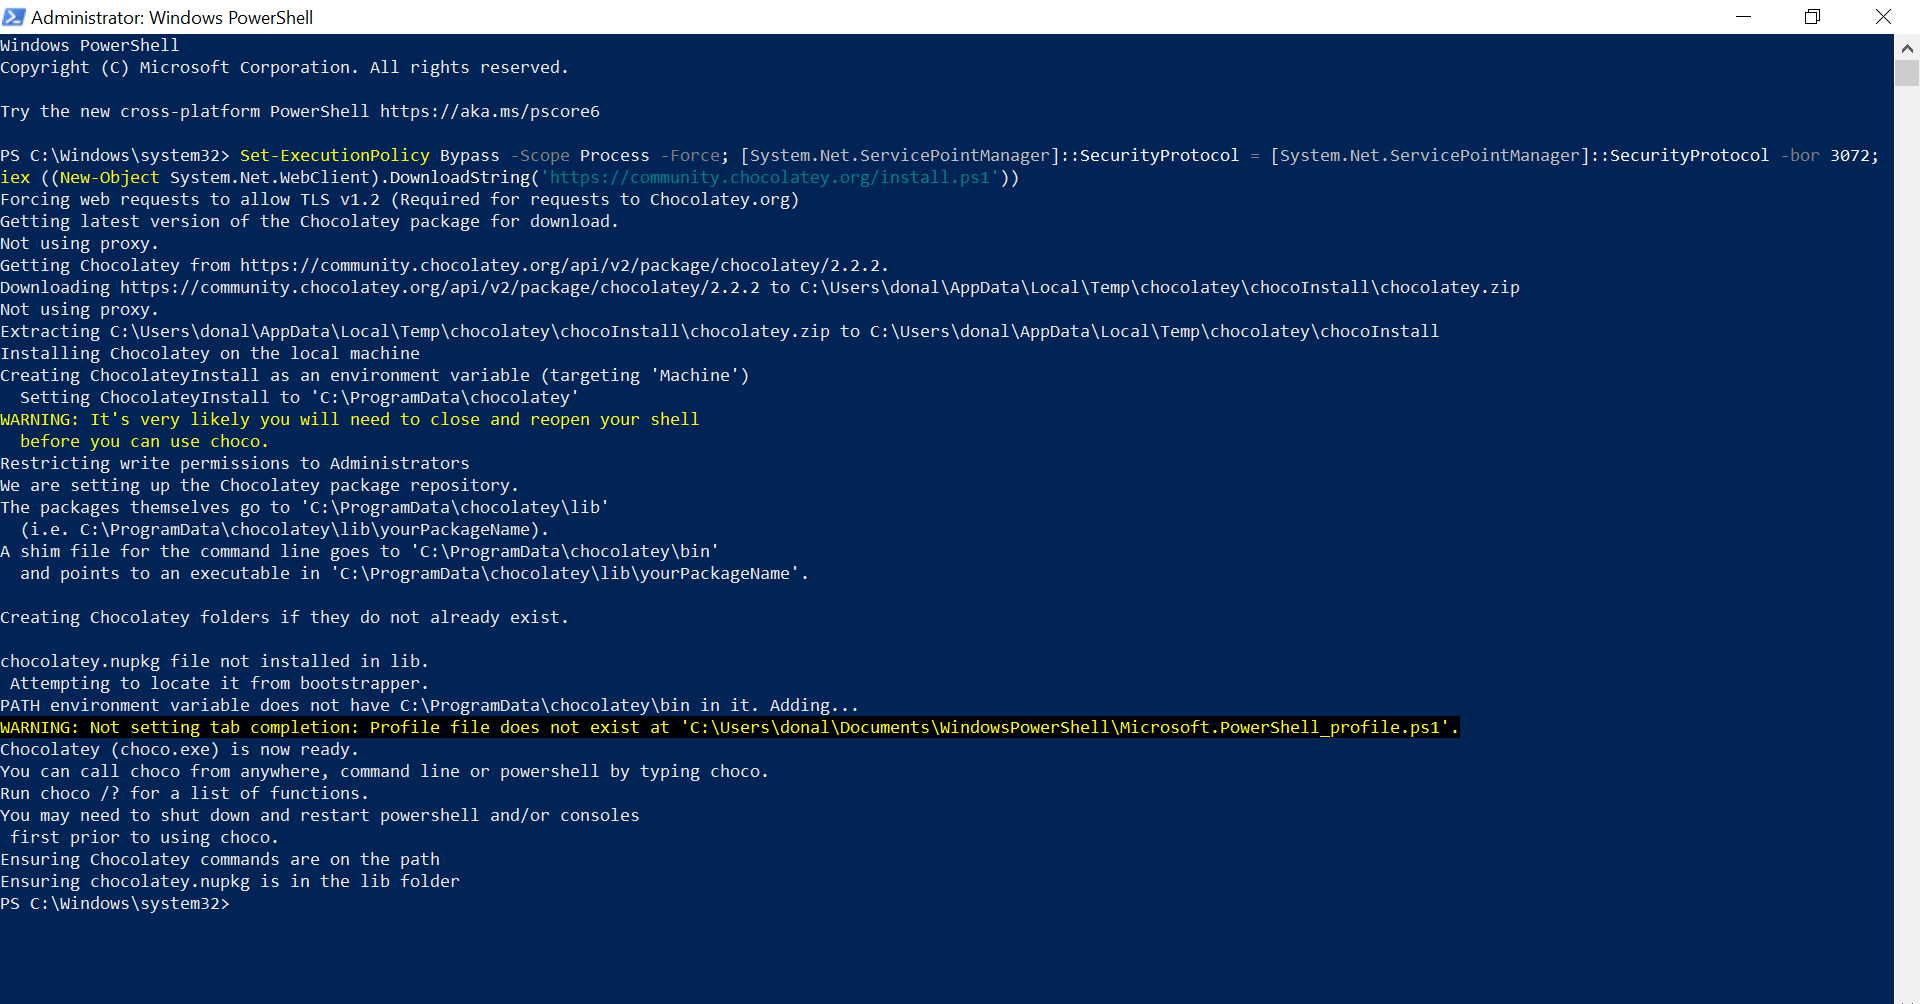 Administrator: Windows PowerShell
Windows PowerShell
Copyright (C) Microsoft Corporation. All rights reserved.
Try the new cross-platform PowerShell https://aka.ms/pscore6
PS C:\Windows\system32> Set-ExecutionPolicy Bypass -Scope Process -Force; [System.Net.ServicePointManager]::SecurityProtocol = [System.Net.ServicePointManager]::SecurityProtocol -bor 3072;
iex ((New-Object System.Net.WebClient).DownloadString('https://community.chocolatey.org/install.ps1'))
Forcing web requests to allow TLS v1.2 (Required for requests to Chocolatey.org)
Getting latest version of the Chocolatey package for download.
Not using proxy.
Getting Chocolatey from https://community.chocolatey.org/api/v2/package/chocolatey/2.2.2.
Downloading https://community.chocolatey.org/api/v2/package/chocolatey/2.2.2 to C:\Users\donal\AppData\Local\Temp\chocolatey\chocoInstall\chocolatey.zip
Not using proxy.
Extracting C:\Users\donal\AppData\Local\Temp\chocolatey\chocoInstall\chocolatey.zip to C:\Users\donal\AppData\Local\Temp\chocolatey\chocoInstall
Installing Chocolatey on the local machine
Creating ChocolateyInstall as an environment variable (targeting 'Machine')
  Setting ChocolateyInstall to 'C:\ProgramData\chocolatey'
WARNING: It's very likely you will need to close and reopen your shell
  before you can use choco.
Restricting write permissions to Administrators
We are setting up the Chocolatey package repository.
The packages themselves go to 'C:\ProgramData\chocolatey\lib'
  (i.e. C:\ProgramData\chocolatey\lib\yourPackageName).
A shim file for the command line goes to 'C:\ProgramData\chocolatey\bin'
  and points to an executable in 'C:\ProgramData\chocolatey\lib\yourPackageName'.
Creating Chocolatey folders if they do not already exist.
chocolatey.nupkg file not installed in lib.
 Attempting to locate it from bootstrapper.
PATH environment variable does not have C:\ProgramData\chocolatey\bin in it. Adding...
WARNING: Not setting tab completion: Profile file does not exist at 'C:\Users\donal\Documents\WindowsPowerShell\Microsoft.PowerShell_profile.ps1'.
Chocolatey (choco.exe) is now ready.
You can call choco from anywhere, command line or powershell by typing choco.
Run choco /? for a list of functions.
You may need to shut down and restart powershell and/or consoles
 first prior to using choco.
Ensuring Chocolatey commands are on the path
Ensuring chocolatey.nupkg is in the lib folder
PS C:\Windows\system32>